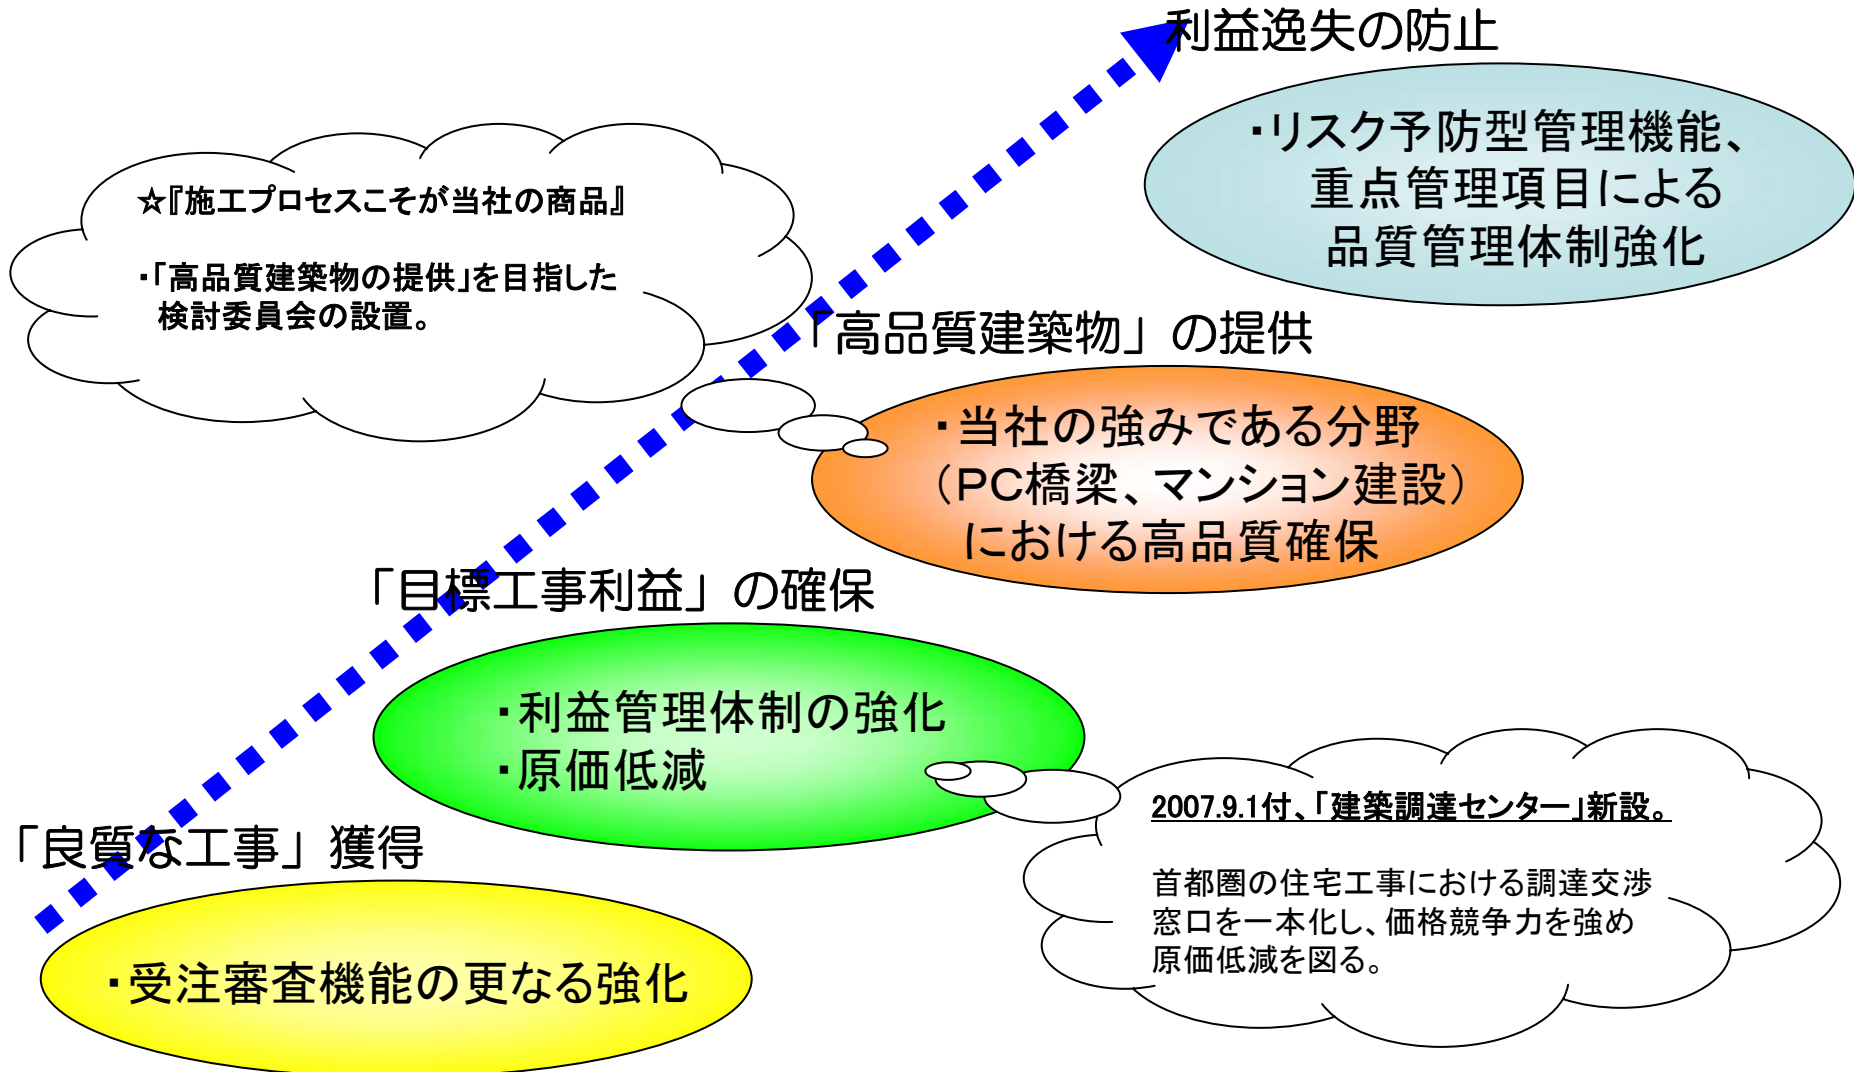 利益逸失の防止
・リスク予防型管理機能、
重点管理項目による
品質管理体制強化
☆『施工プロセスこそが当社の商品』
・「高品質建築物の提供」を目指した
検討委員会の設置。
「高品質建築物」の提供
・当社の強みである分野
（PC橋梁、マンション建設）
における高品質確保
「目標工事利益」の確保
・利益管理体制の強化
・原価低減
2007.9.1付、「建築調達センター」新設。
首都圏の住宅工事における調達交渉
窓口を一本化し、価格競争力を強め
原価低減を図る。
「良質な工事」獲得
・受注審査機能の更なる強化